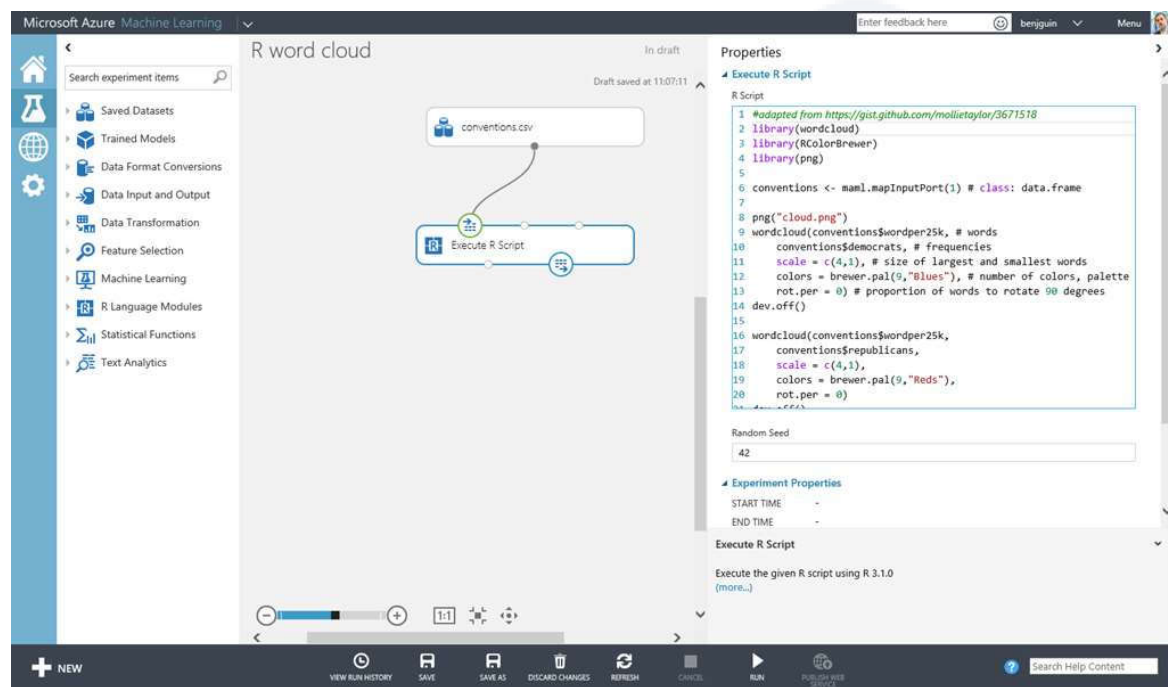 Microsoft Azure Machine Learning
Enter feedback here
benjguin
Menu
Search experiment items
Saved Datasets
Trained Models
Data Format Conversions
Data Input and Output
Data Transformation
Feature Selection
Machine Learning
R Language Modules
Statistical Functions
Text Analytics
R word cloud
In draft
Draft saved at 11:07:11
conventions.csv
R Execute R Script
Properties
Execute R Script
R Script
1 #adapted from https://gist.github.com/mollietaylor/3671518
2 library(wordcloud)
3 library(RColorBrewer)
4 library(png)
5
6 conventions <- maml.mapInputPort(1) # class: data.frame
7
8 png("cloud.png")
9 wordcloud(conventions$wordper25k, # words
10 conventions$democrats, # frequencies
11 scale = c(4,1), # size of largest and smallest words
12 colors = brewer.pal(9,"Blues"), # number of colors, palette
13 rot.per = 0) # proportion of words to rotate 90 degrees
14 dev.off()
15
16 wordcloud(conventions$wordper25k,
17 conventions$republicans,
18 scale = c(4,1),
19 colors = brewer.pal(9,"Reds"),
20 rot.per = 0)
Random Seed
42
Experiment Properties
START TIME -
END TIME -
Execute R Script
Execute the given R script using R 3.1.0
(more...)
1:1
NEW
VIEW RUN HISTORY
SAVE
SAVE AS
DISCARD CHANGES
REFRESH
CANCEL
RUN
PUBLISH WEB
SERVICE
?
Search Help Content